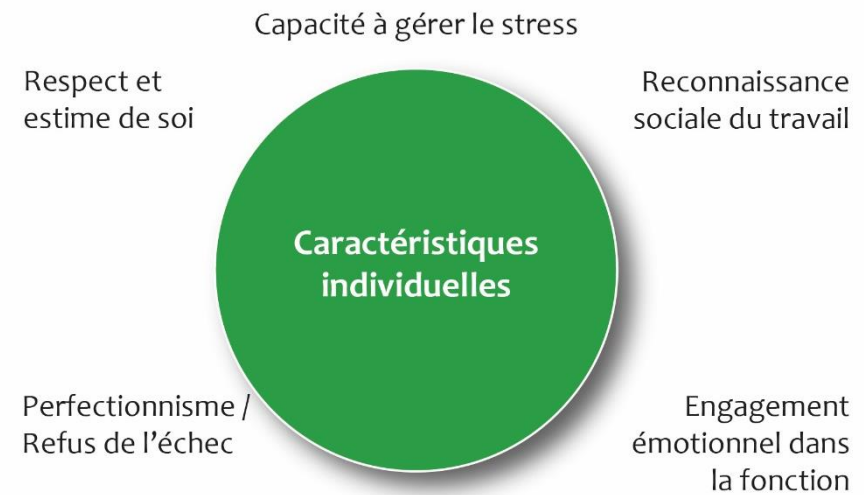 Capacité à gérer le stress
Respect et
estime de soi
Reconnaissance
sociale du travail
Caractéristiques
individuelles
Perfectionnisme /
Refus de l’échec
Engagement
émotionnel dans
la fonction